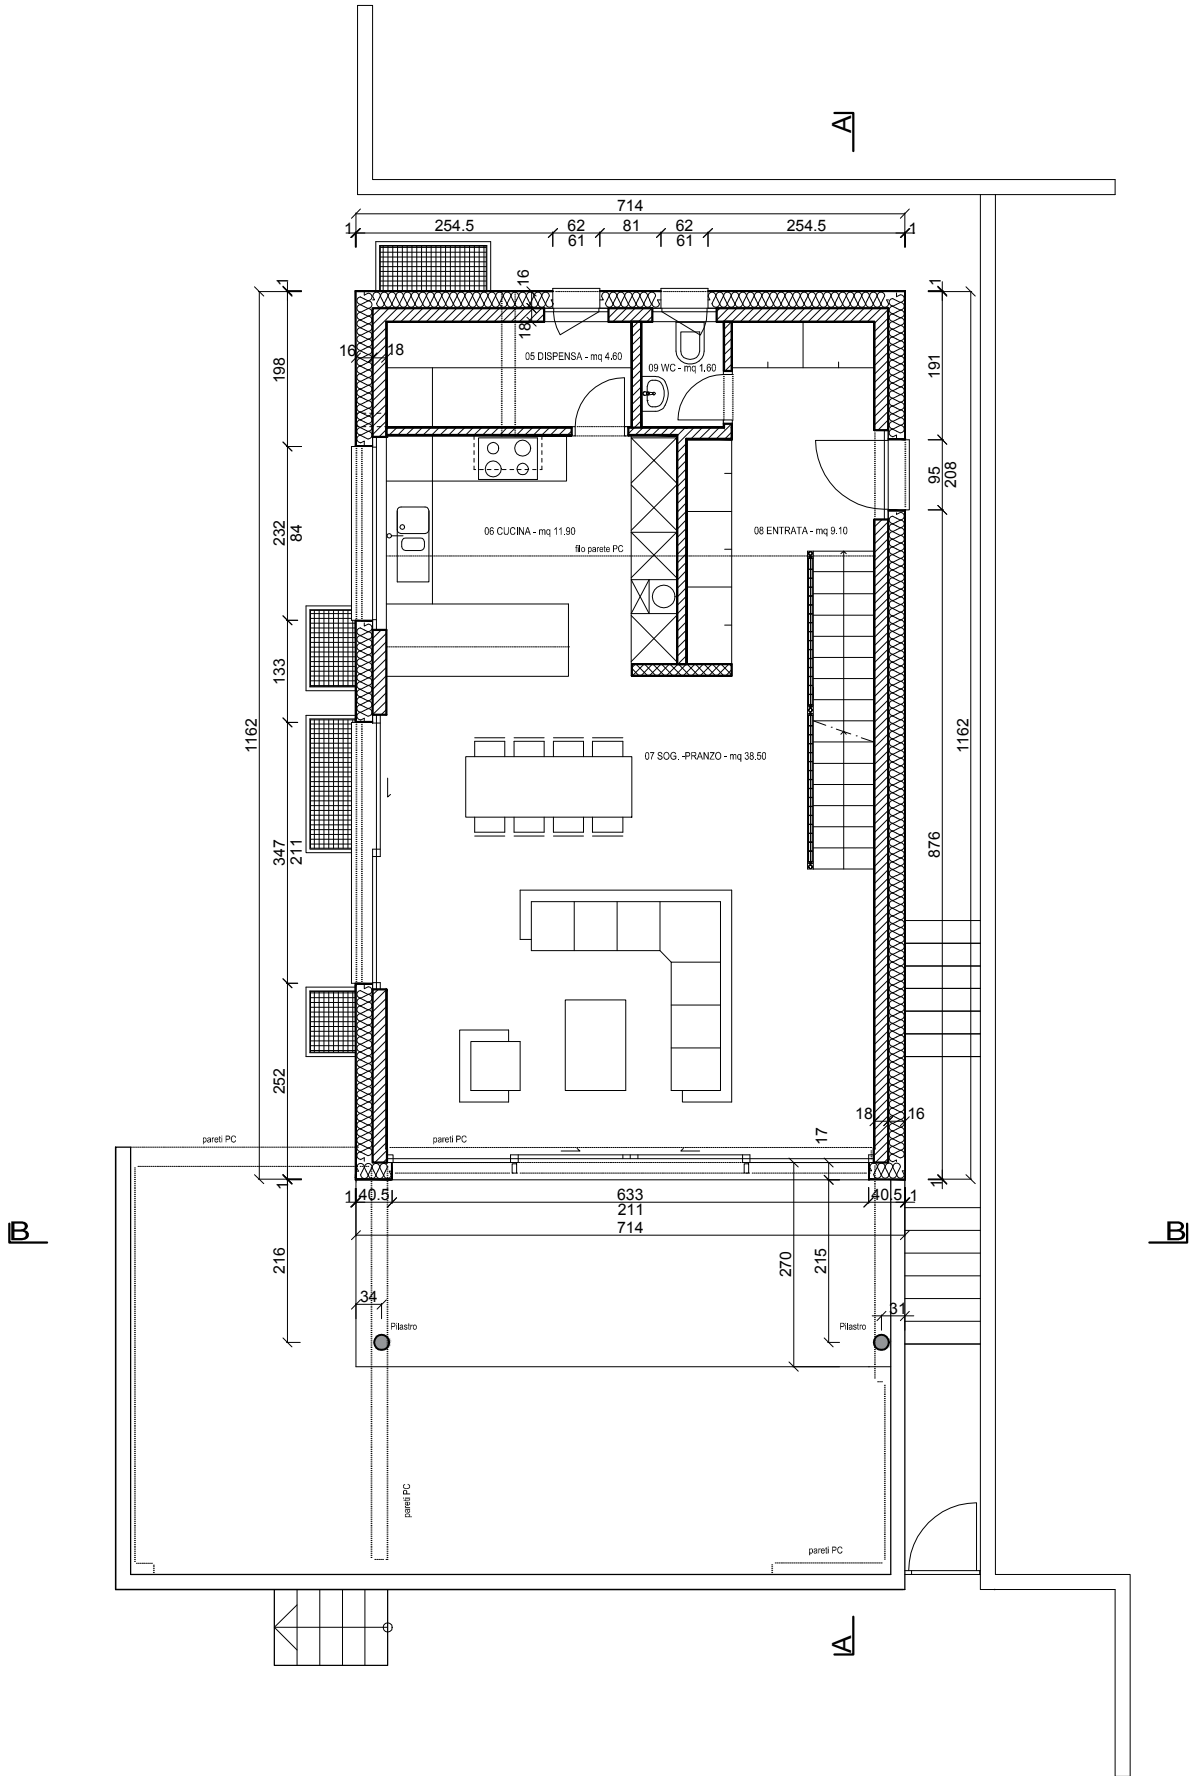 A
714
1 254.5 62 81 62 254.5 1
61 61
1 16 1
18
05 DISPENSA - mq 4.60
16 18
09 WC - mq 1.60
198 191
95
208
232
84
06 CUCINA - mq 11.90
08 ENTRATA - mq 9.10
filo parete PC
133
1162 1162
07 SOG. -PRANZO - mq 38.50
347
211
876
252
18 16
17
pareti PC pareti PC
1 1
1 40.5 633 40.5 1
211
714
B B
216 270 215
34 31
Pilastro Pilastro
pareti PC
pareti PC
A